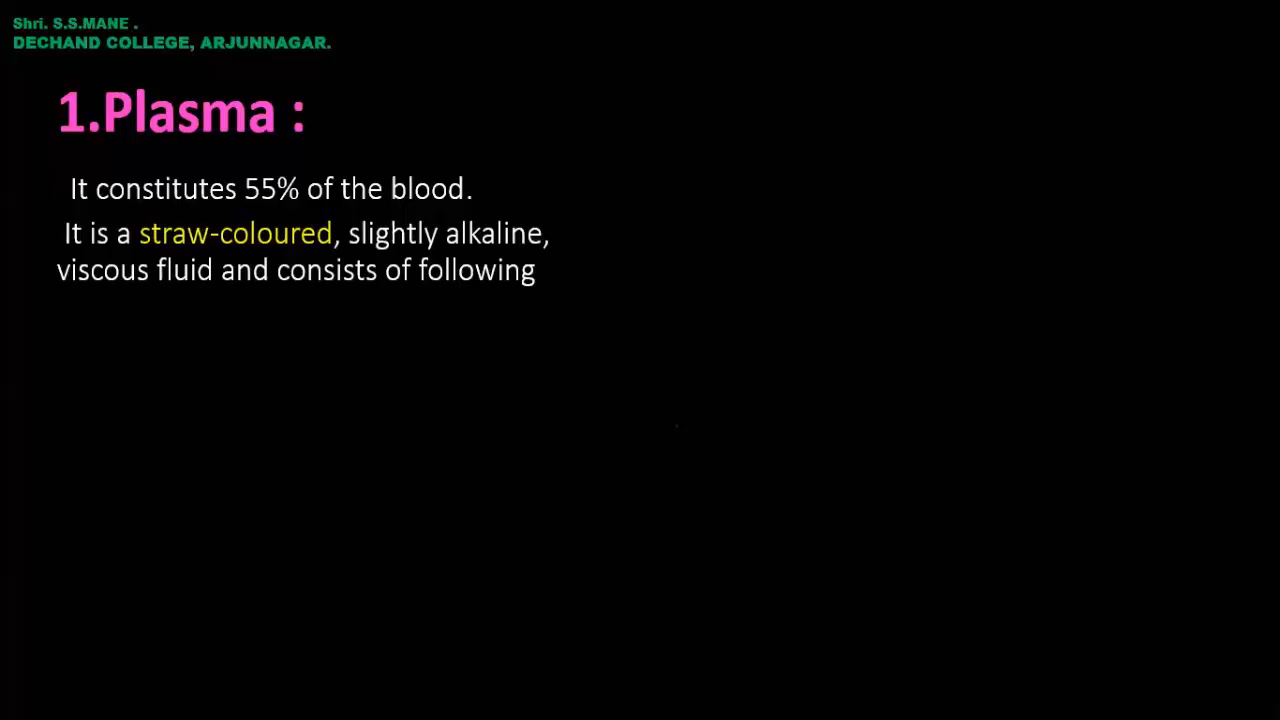 Shri. S.S.MANE .
DECHAND COLLEGE, ARJUNNAGAR.
1.Plasma :
It constitutes 55% of the blood.
It is a straw-coloured, slightly alkaline,
viscous fluid and consists of following